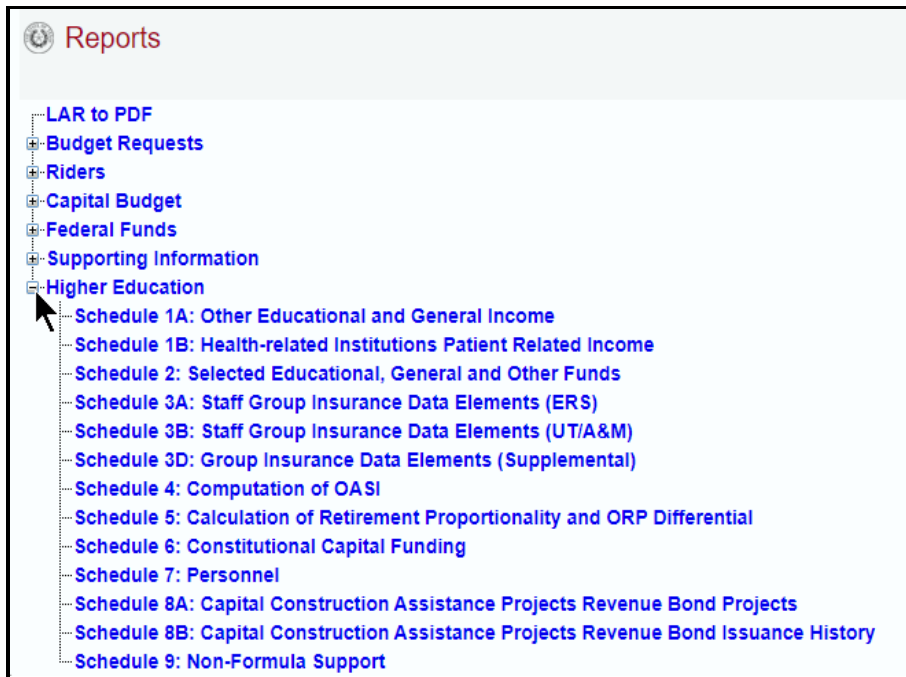 Reports
LAR to PDF
Budget Requests
Riders
Capital Budget
Federal Funds
Supporting Information
Higher Education
Schedule 1A: Other Educational and General Income
Schedule 1B: Health-related Institutions Patient Related Income
Schedule 2: Selected Educational, General and Other Funds
Schedule 3A: Staff Group Insurance Data Elements (ERS)
Schedule 3B: Staff Group Insurance Data Elements (UT/A&M)
Schedule 3D: Group Insurance Data Elements (Supplemental)
Schedule 4: Computation of OASI
Schedule 5: Calculation of Retirement Proportionality and ORP Differential
Schedule 6: Constitutional Capital Funding
Schedule 7: Personnel
Schedule 8A: Capital Construction Assistance Projects Revenue Bond Projects
Schedule 8B: Capital Construction Assistance Projects Revenue Bond Issuance History
Schedule 9: Non-Formula Support